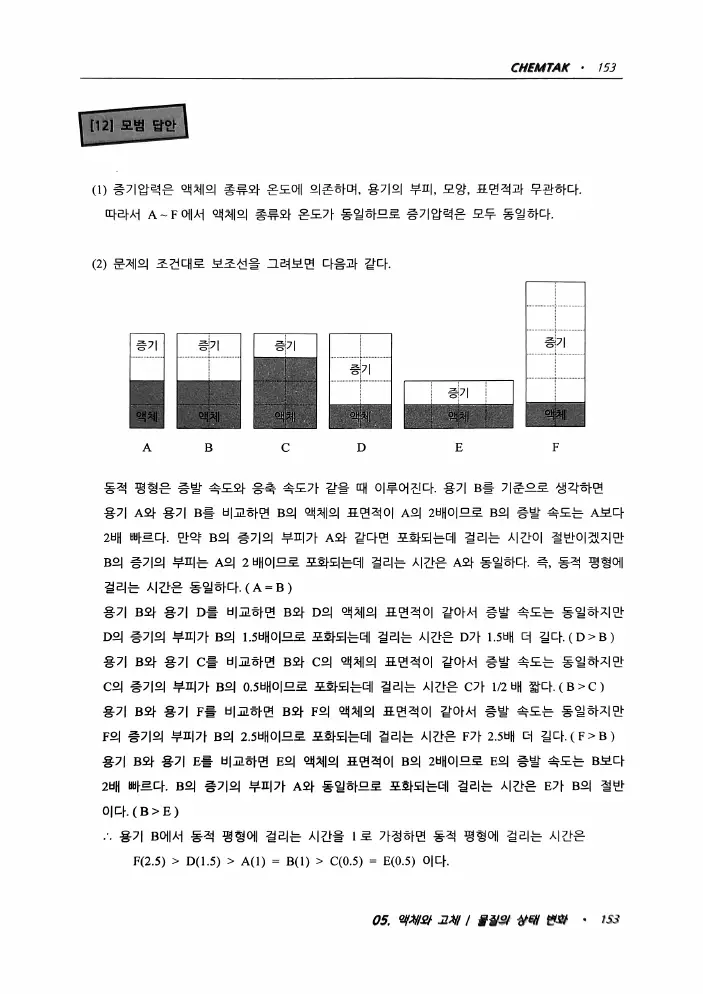 CHEMTAK · 153
[12] 모범 답안
(1) 증기압력은 액체의 종류와 온도에 의존하며, 용기의 부피, 모양, 표면적과 무관하다.
따라서 A ~ F 에서 액체의 종류와 온도가 동일하므로 증기압력은 모두 동일하다.
(2) 문제의 조건대로 보조선을 그려보면 다음과 같다.
증기 증기 증기 증기 증기 증기
액체 액체 액체 액체 액체 액체
A B C D E F
동적 평형은 증발 속도와 응축 속도가 같을 때 이루어진다. 용기 B를 기준으로 생각하면
용기 A와 용기 B를 비교하면 B의 액체의 표면적이 A의 2배이므로 B의 증발 속도는 A보다
2배 빠르다. 만약 B의 증기의 부피가 A와 같다면 포화되는데 걸리는 시간이 절반이겠지만
B의 증기의 부피는 A의 2 배이므로 포화되는데 걸리는 시간은 A와 동일하다. 즉, 동적 평형에
걸리는 시간은 동일하다. ( A = B )
용기 B와 용기 D를 비교하면 B와 D의 액체의 표면적이 같아서 증발 속도는 동일하지만
D의 증기의 부피가 B의 1.5배이므로 포화되는데 걸리는 시간은 D가 1.5배 더 길다. ( D > B )
용기 B와 용기 C를 비교하면 B와 C의 액체의 표면적이 같아서 증발 속도는 동일하지만
C의 증기의 부피가 B의 0.5배이므로 포화되는데 걸리는 시간은 C가 1/2 배 짧다. ( B > C )
용기 B와 용기 F를 비교하면 B와 F의 액체의 표면적이 같아서 증발 속도는 동일하지만
F의 증기의 부피가 B의 2.5배이므로 포화되는데 걸리는 시간은 F가 2.5배 더 길다. ( F > B )
용기 B와 용기 E를 비교하면 E의 액체의 표면적이 B의 2배이므로 E의 증발 속도는 B보다
2배 빠르다. B의 증기의 부피가 A와 동일하므로 포화되는데 걸리는 시간은 E가 B의 절반
이다. ( B > E )
∴ 용기 B에서 동적 평형에 걸리는 시간을 1 로 가정하면 동적 평형에 걸리는 시간은
F(2.5) > D(1.5) > A(1) = B(1) > C(0.5) = E(0.5) 이다.
05. 액체와 고체 / 물질의 상태 변화 · 153